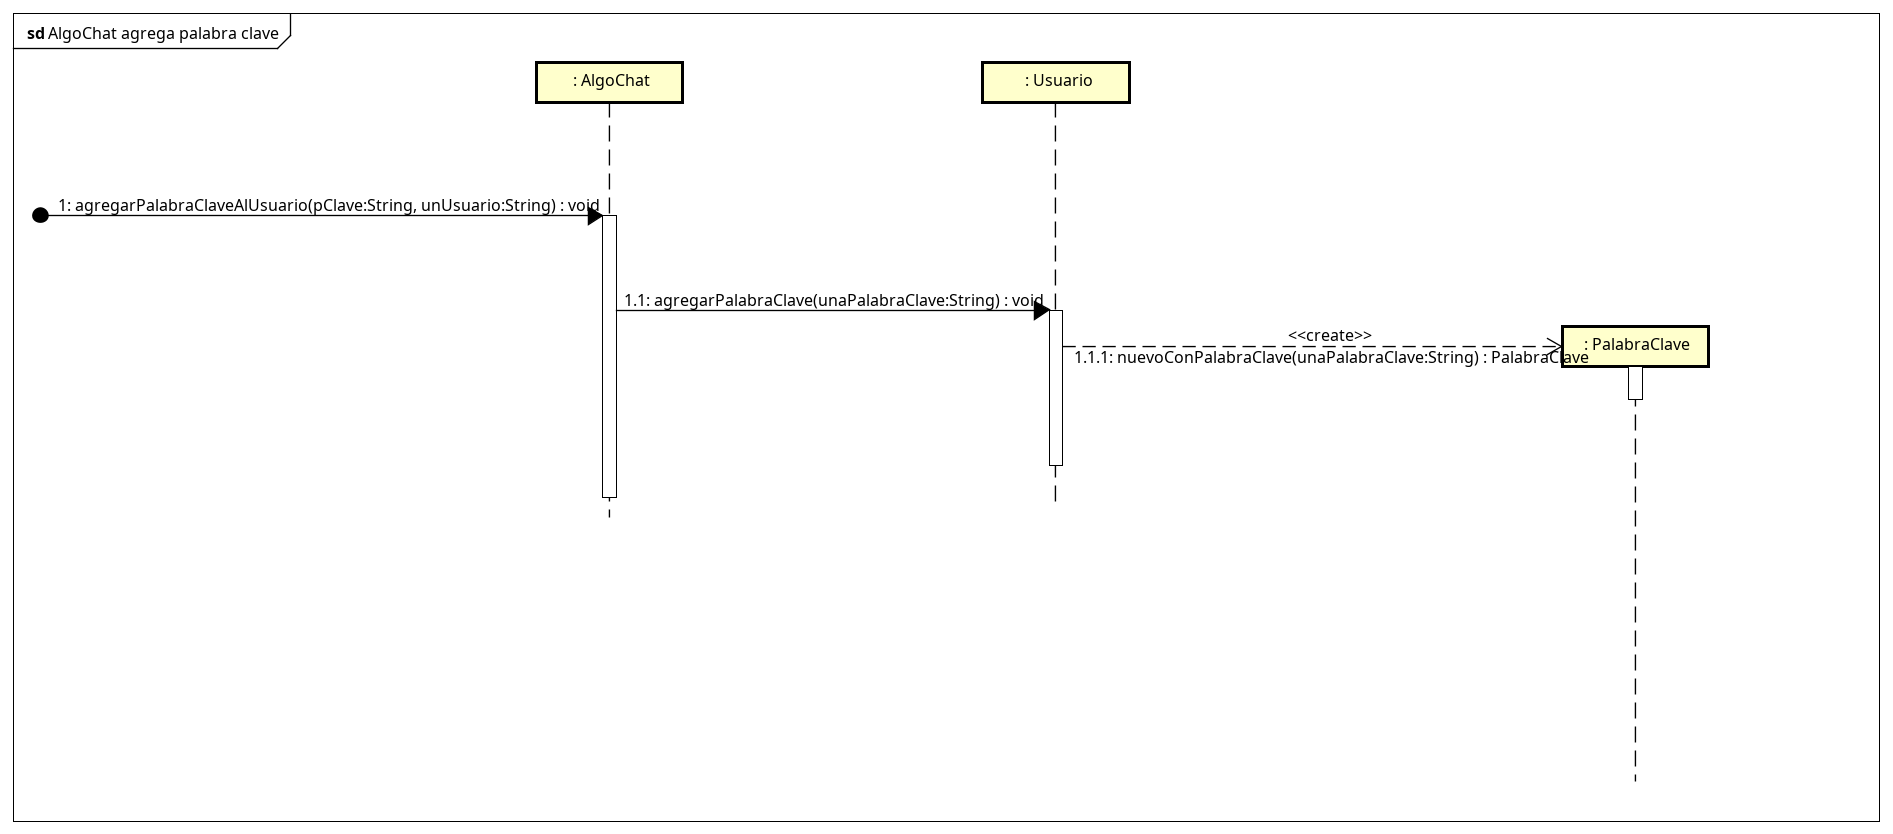 sd AlgoChat agrega palabra clave
: AlgoChat
: Usuario
1: agregarPalabraClaveAlUsuario(pClave:String, unUsuario:String) : void
1.1: agregarPalabraClave(unaPalabraClave:String) : void
<<create>>
: PalabraClave
1.1.1: nuevoConPalabraClave(unaPalabraClave:String) : PalabraClave